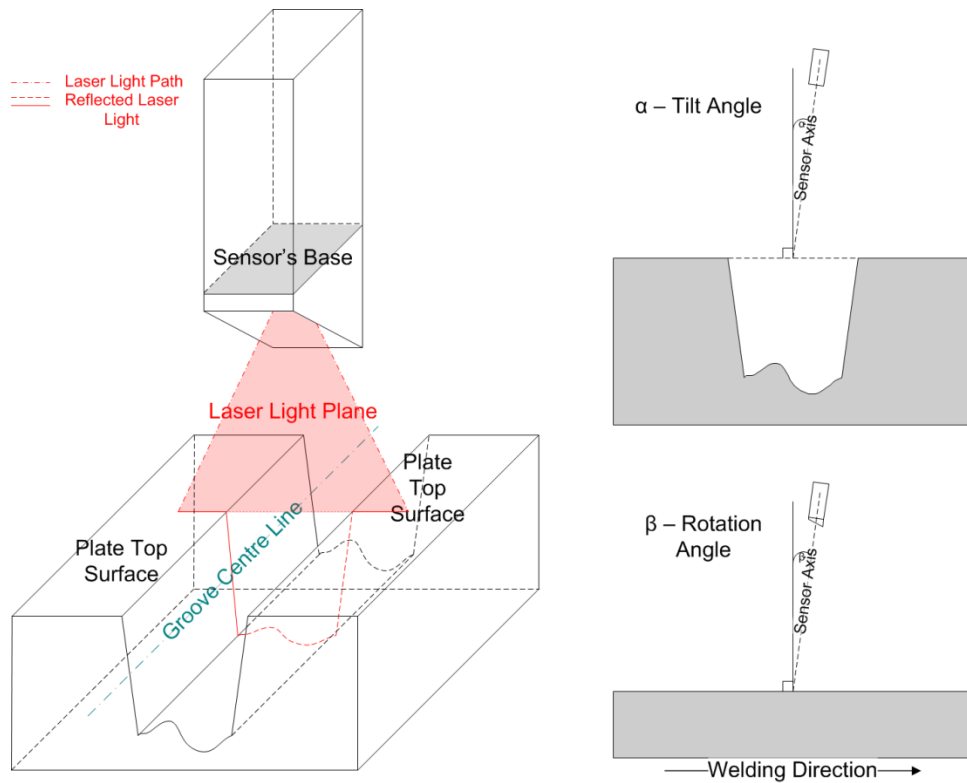 Laser Light Path
Reflected Laser
Light
Sensor's Base
Laser Light Plane
Plate
Top
Surface
Plate Top
Surface
Groove Centre Line
α – Tilt Angle
α
Sensor Axis
β – Rotation
Angle
β
Sensor Axis
Welding Direction